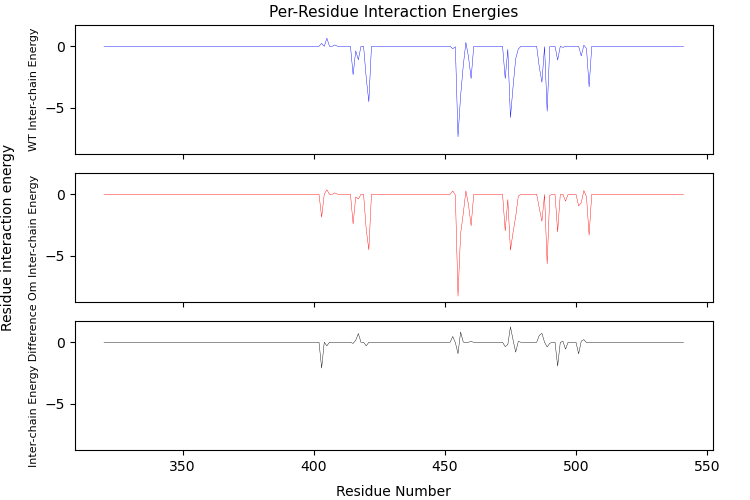 Per-Residue Interaction Energies
Residue interaction energy
WT Inter-chain Energy
0
−5
Om Inter-chain Energy
0
−5
Inter-chain Energy Difference
0
−5
350
400
450
500
550
Residue Number